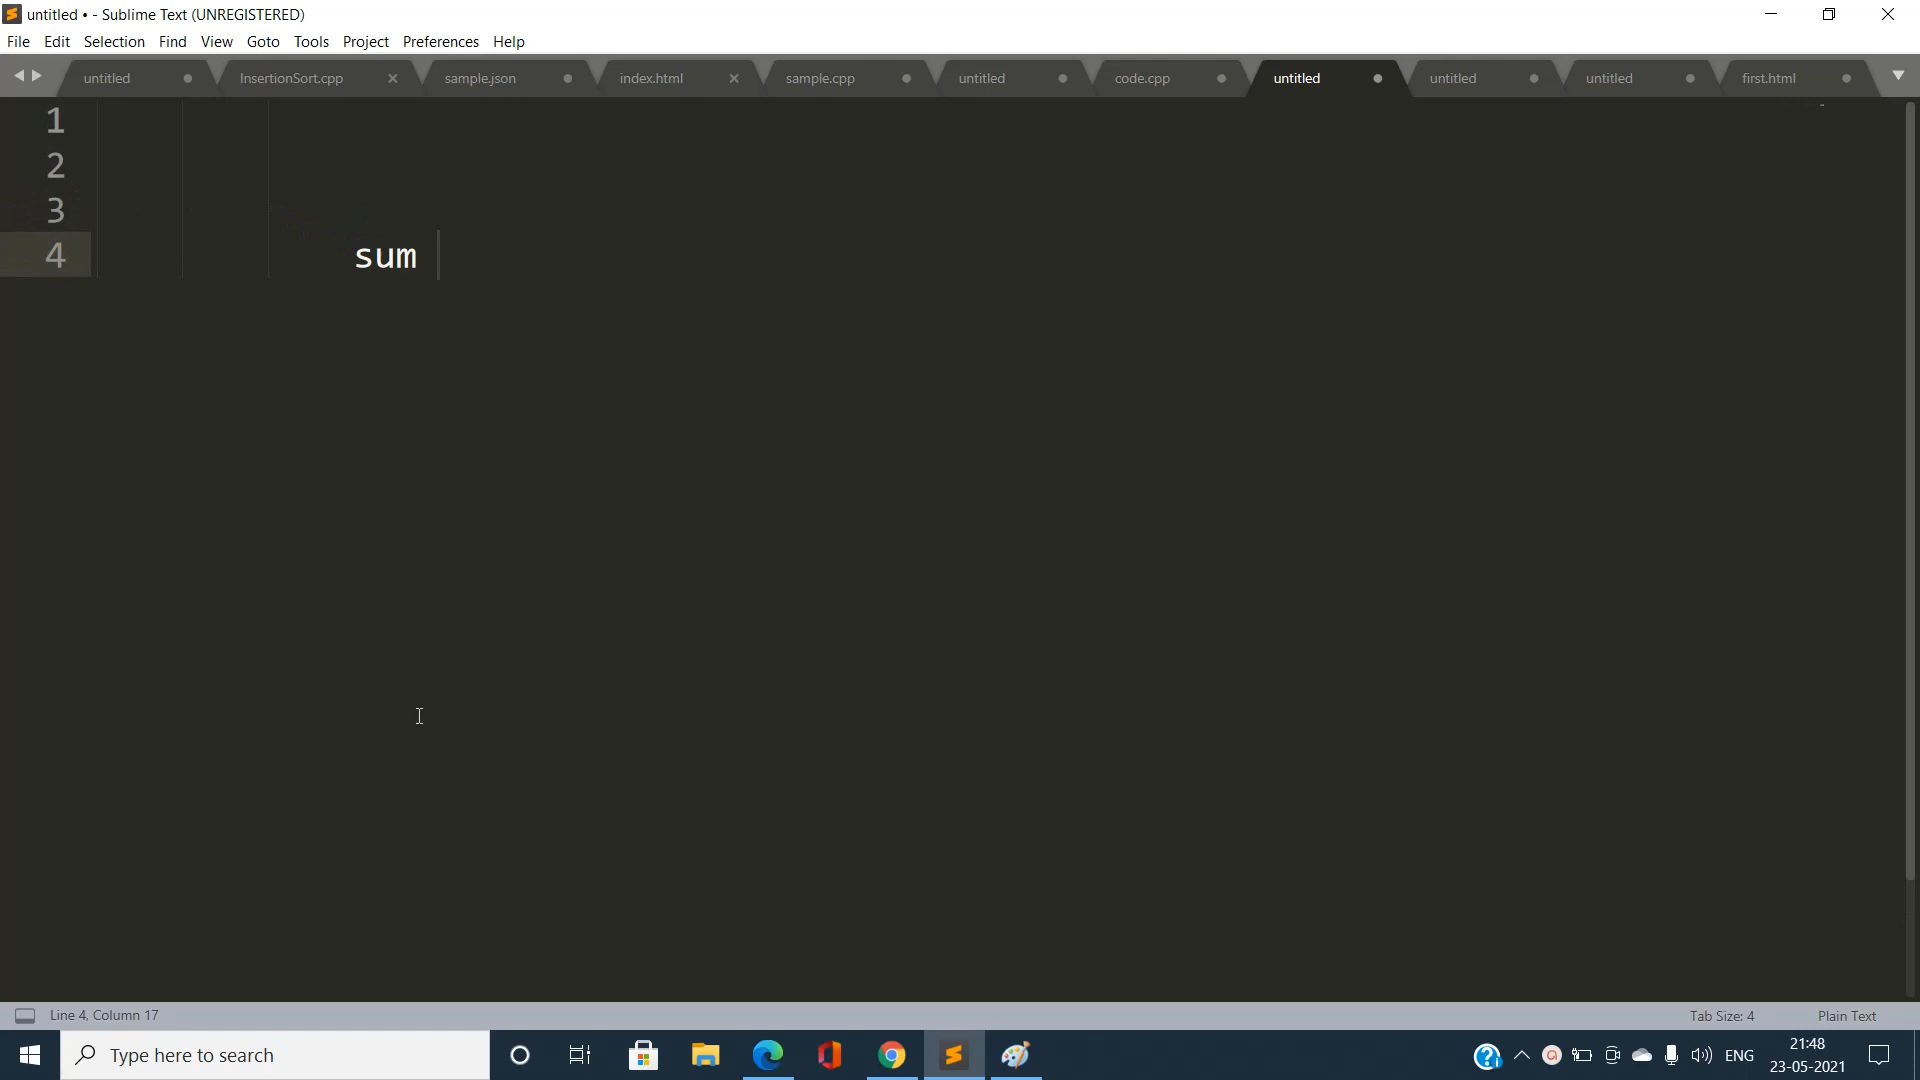 untitled • - Sublime Text (UNREGISTERED)
File Edit Selection Find View Goto Tools Project Preferences Help
untitled InsertionSort.cpp sample.json index.html sample.cpp untitled code.cpp untitled untitled untitled first.html
1
2
3
4 sum
Line 4, Column 17 Tab Size: 4 Plain Text
Type here to search ENG 21:48
23-05-2021